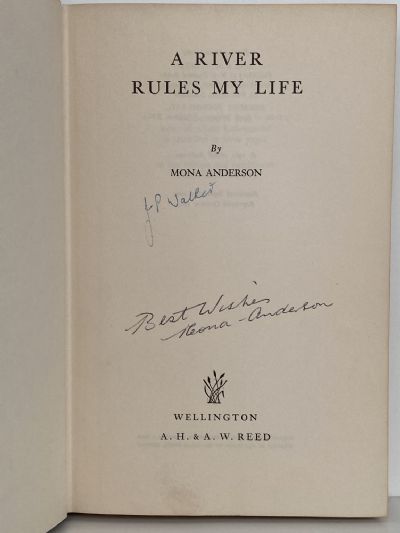 A RIVER
RULES MY LIFE
By
MONA ANDERSON
J P Walker
Best Wishes
Mona Anderson
WELLINGTON
A. H. & A. W. REED